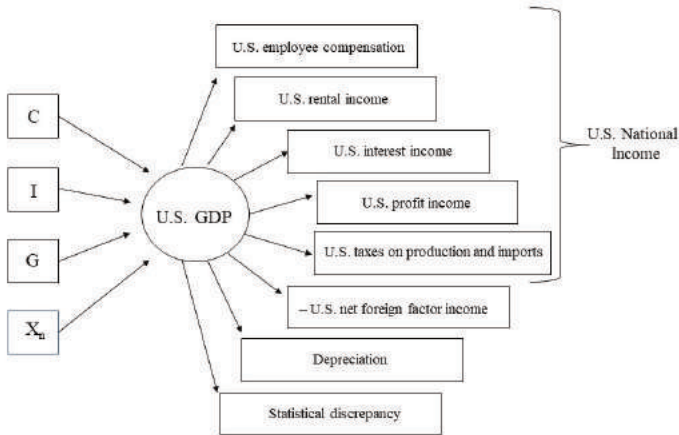 U.S. employee compensation
U.S. rental income
C
U.S. interest income
U.S. National
Income
I
U.S. profit income
U.S. GDP
G
U.S. taxes on production and imports
– U.S. net foreign factor income
Xn
Depreciation
Statistical discrepancy